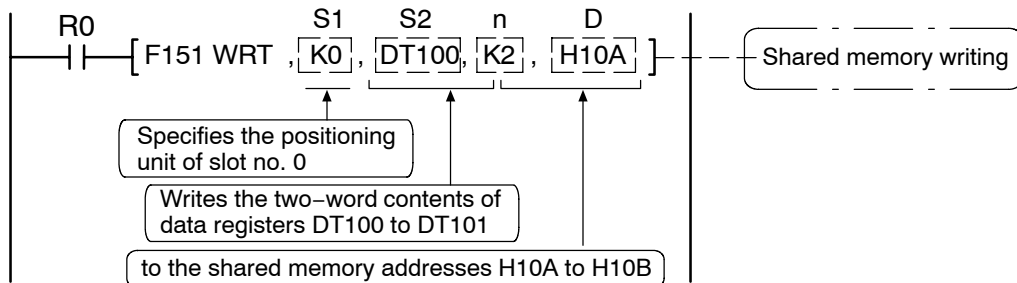 S1 S2 n D
R0
F151 WRT , K0 , DT100, K2 , H10A
Shared memory writing
Specifies the positioning
unit of slot no. 0
Writes the two−word contents of
data registers DT100 to DT101
to the shared memory addresses H10A to H10B